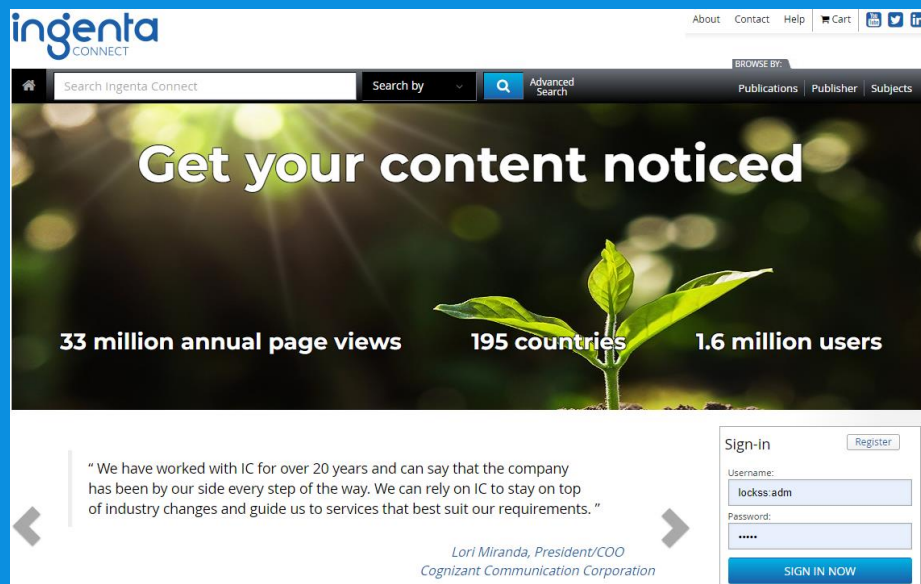 ingenta
CONNECT
About Contact Help Cart
BROWSE BY:
Search Ingenta Connect
Search by
Advanced
Search
Publications Publisher Subjects
Get your content noticed
33 million annual page views 195 countries 1.6 million users
“ We have worked with IC for over 20 years and can say that the company
has been by our side every step of the way. We can rely on IC to stay on top
of industry changes and guide us to services that best suit our requirements. ”
Lori Miranda, President/COO
Cognizant Communication Corporation
Sign-in Register
Username:
lockss:adm
Password:
•••••
SIGN IN NOW